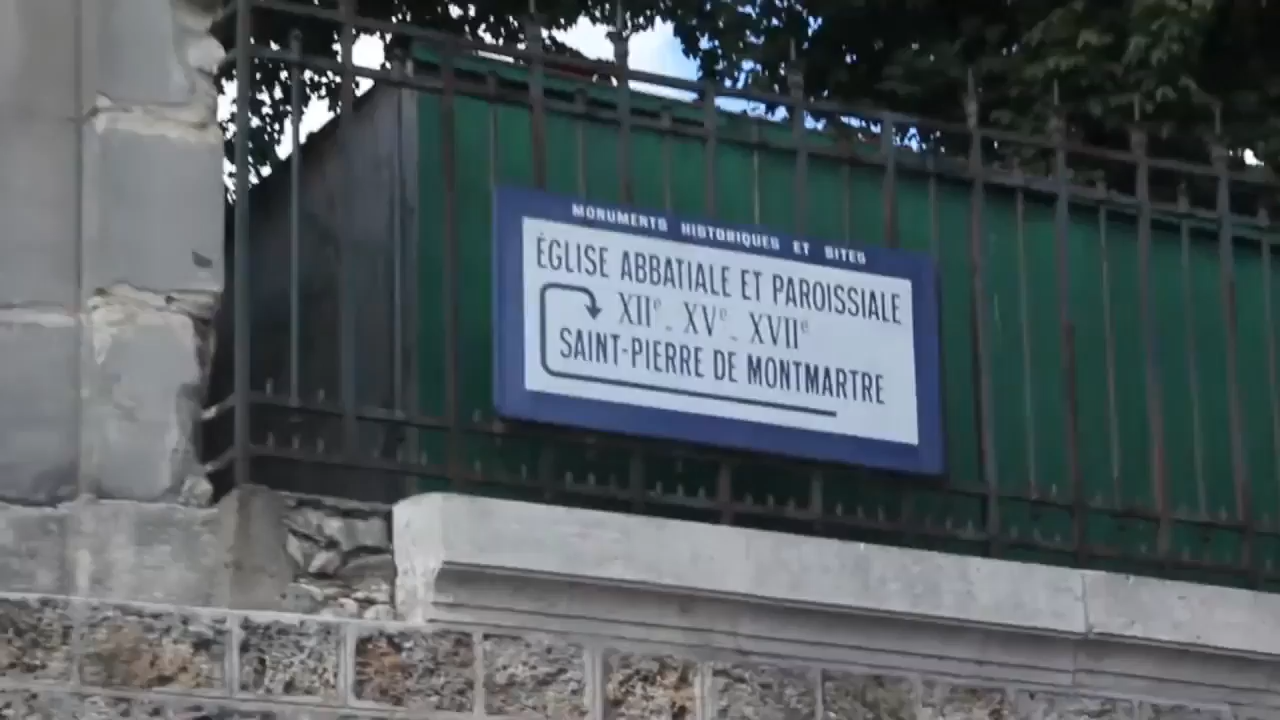 MONUMENTS HISTORIQUES ET SITES
ÉGLISE ABBATIALE ET PAROISSIALE
XIIᵉ - XVᵉ - XVIIᵉ
SAINT-PIERRE DE MONTMARTRE